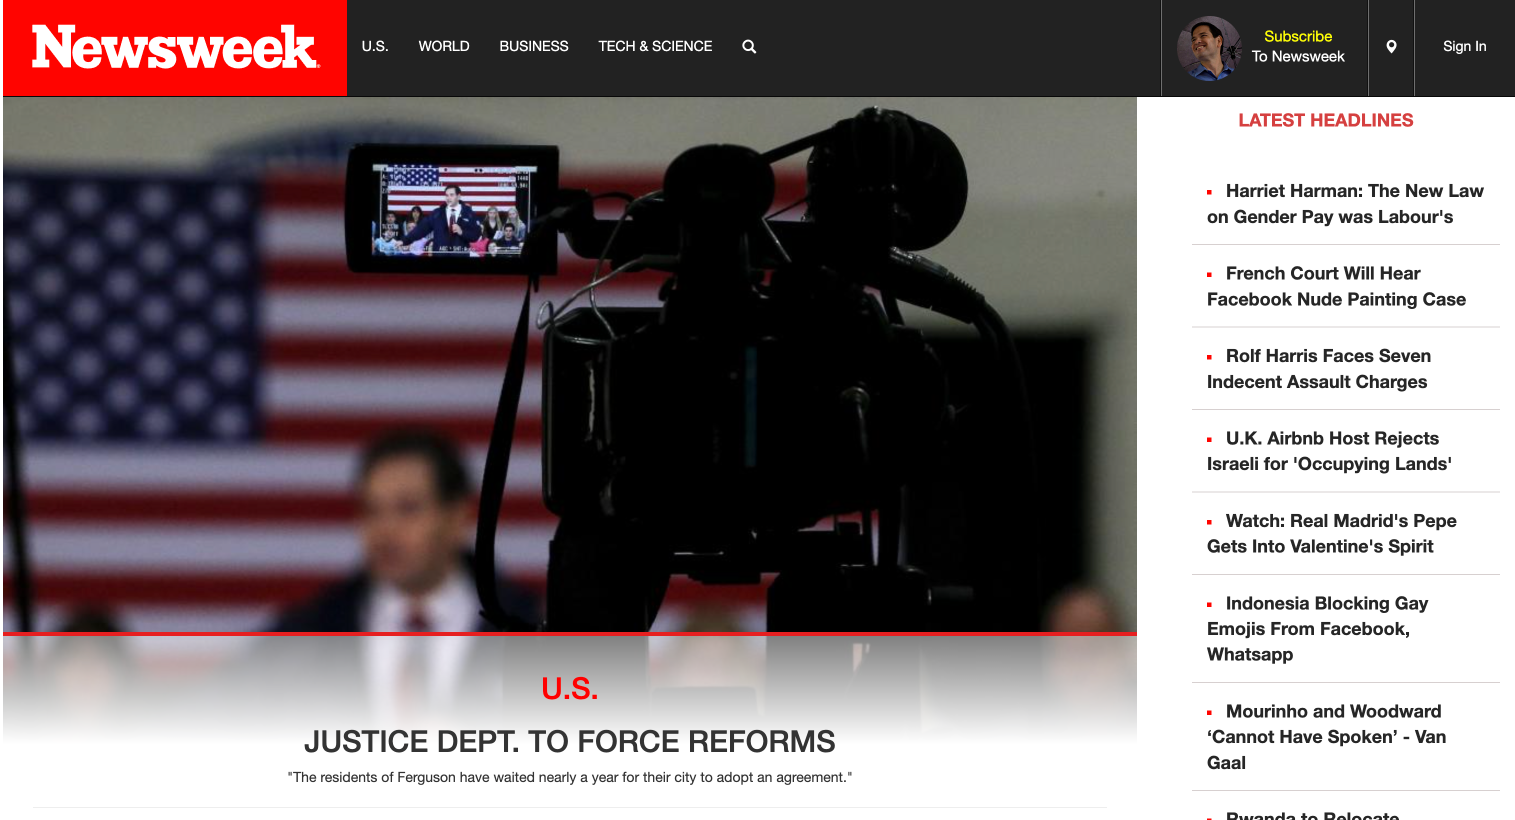 Newsweek
U.S.
WORLD
BUSINESS
TECH & SCIENCE
Subscribe
To Newsweek
Sign In
LATEST HEADLINES
Harriet Harman: The New Law
on Gender Pay was Labour's
French Court Will Hear
Facebook Nude Painting Case
Rolf Harris Faces Seven
Indecent Assault Charges
U.K. Airbnb Host Rejects
Israeli for 'Occupying Lands'
Watch: Real Madrid's Pepe
Gets Into Valentine's Spirit
Indonesia Blocking Gay
Emojis From Facebook,
Whatsapp
Mourinho and Woodward
‘Cannot Have Spoken’ - Van
Gaal
Rwanda to Relocate
U.S.
JUSTICE DEPT. TO FORCE REFORMS
"The residents of Ferguson have waited nearly a year for their city to adopt an agreement."